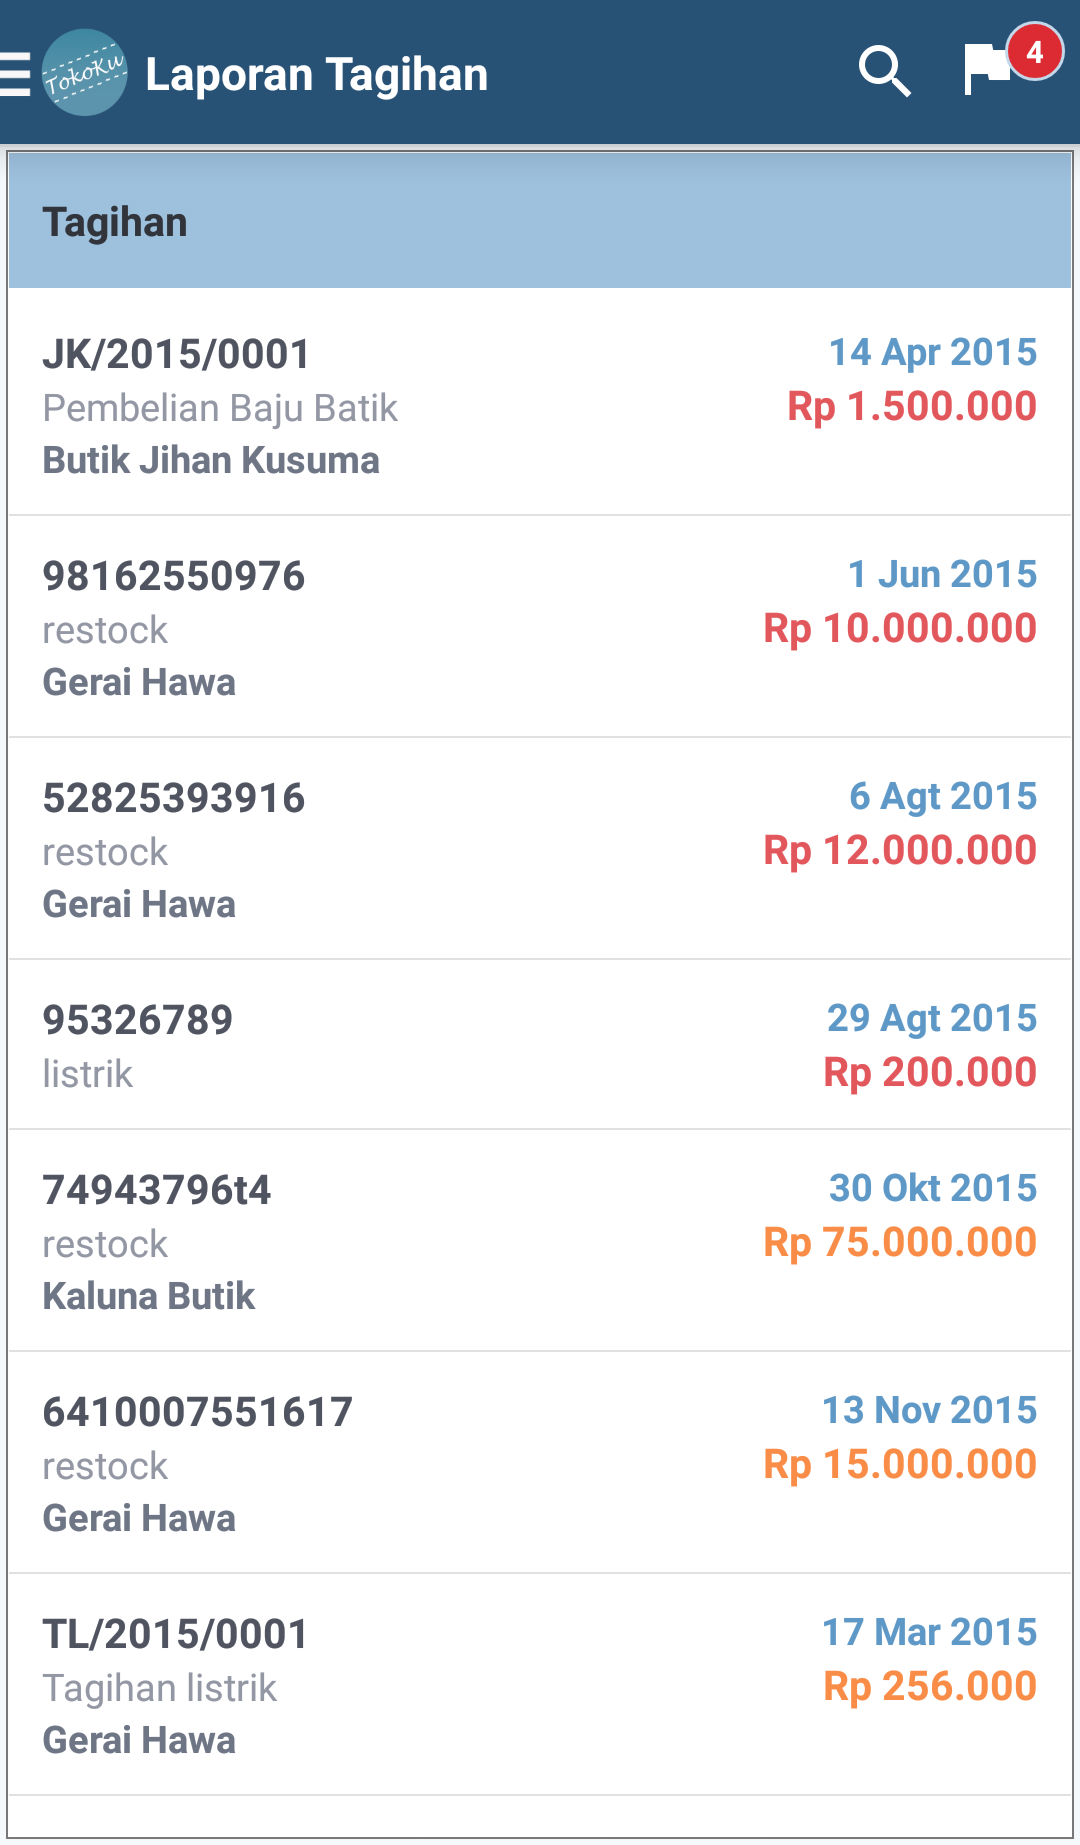 TokoKu
Laporan Tagihan
4
Tagihan
JK/2015/0001
14 Apr 2015
Pembelian Baju Batik
Rp 1.500.000
Butik Jihan Kusuma
98162550976
1 Jun 2015
restock
Rp 10.000.000
Gerai Hawa
52825393916
6 Agt 2015
restock
Rp 12.000.000
Gerai Hawa
95326789
29 Agt 2015
listrik
Rp 200.000
74943796t4
30 Okt 2015
restock
Rp 75.000.000
Kaluna Butik
6410007551617
13 Nov 2015
restock
Rp 15.000.000
Gerai Hawa
TL/2015/0001
17 Mar 2015
Tagihan listrik
Rp 256.000
Gerai Hawa